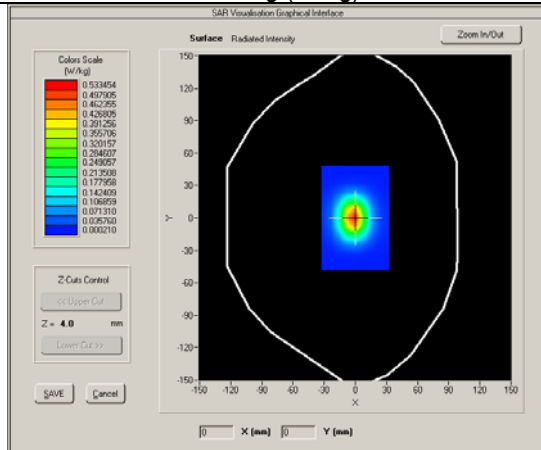 SAR Visualisation Graphical Interface
Surface Radiated Intensity
Zoom In/Out
Colors Scale
(W/kg)
0.533454
0.497905
0.462355
0.426805
0.391256
0.355706
0.320157
0.284607
0.249057
0.213508
0.177958
0.142409
0.106859
0.071310
0.035760
0.000210
Z-Cuts Control
<< Upper Cut
Z = 4.0 mm
Lower Cut >>
SAVE Cancel
150-
120-
90-
60-
30-
Y
0-
-30-
-60-
-90-
-120-
-150-
-150 -120 -90 -60 -30 0 30 60 90 120 150
X
0 X (mm) 0 Y (mm)